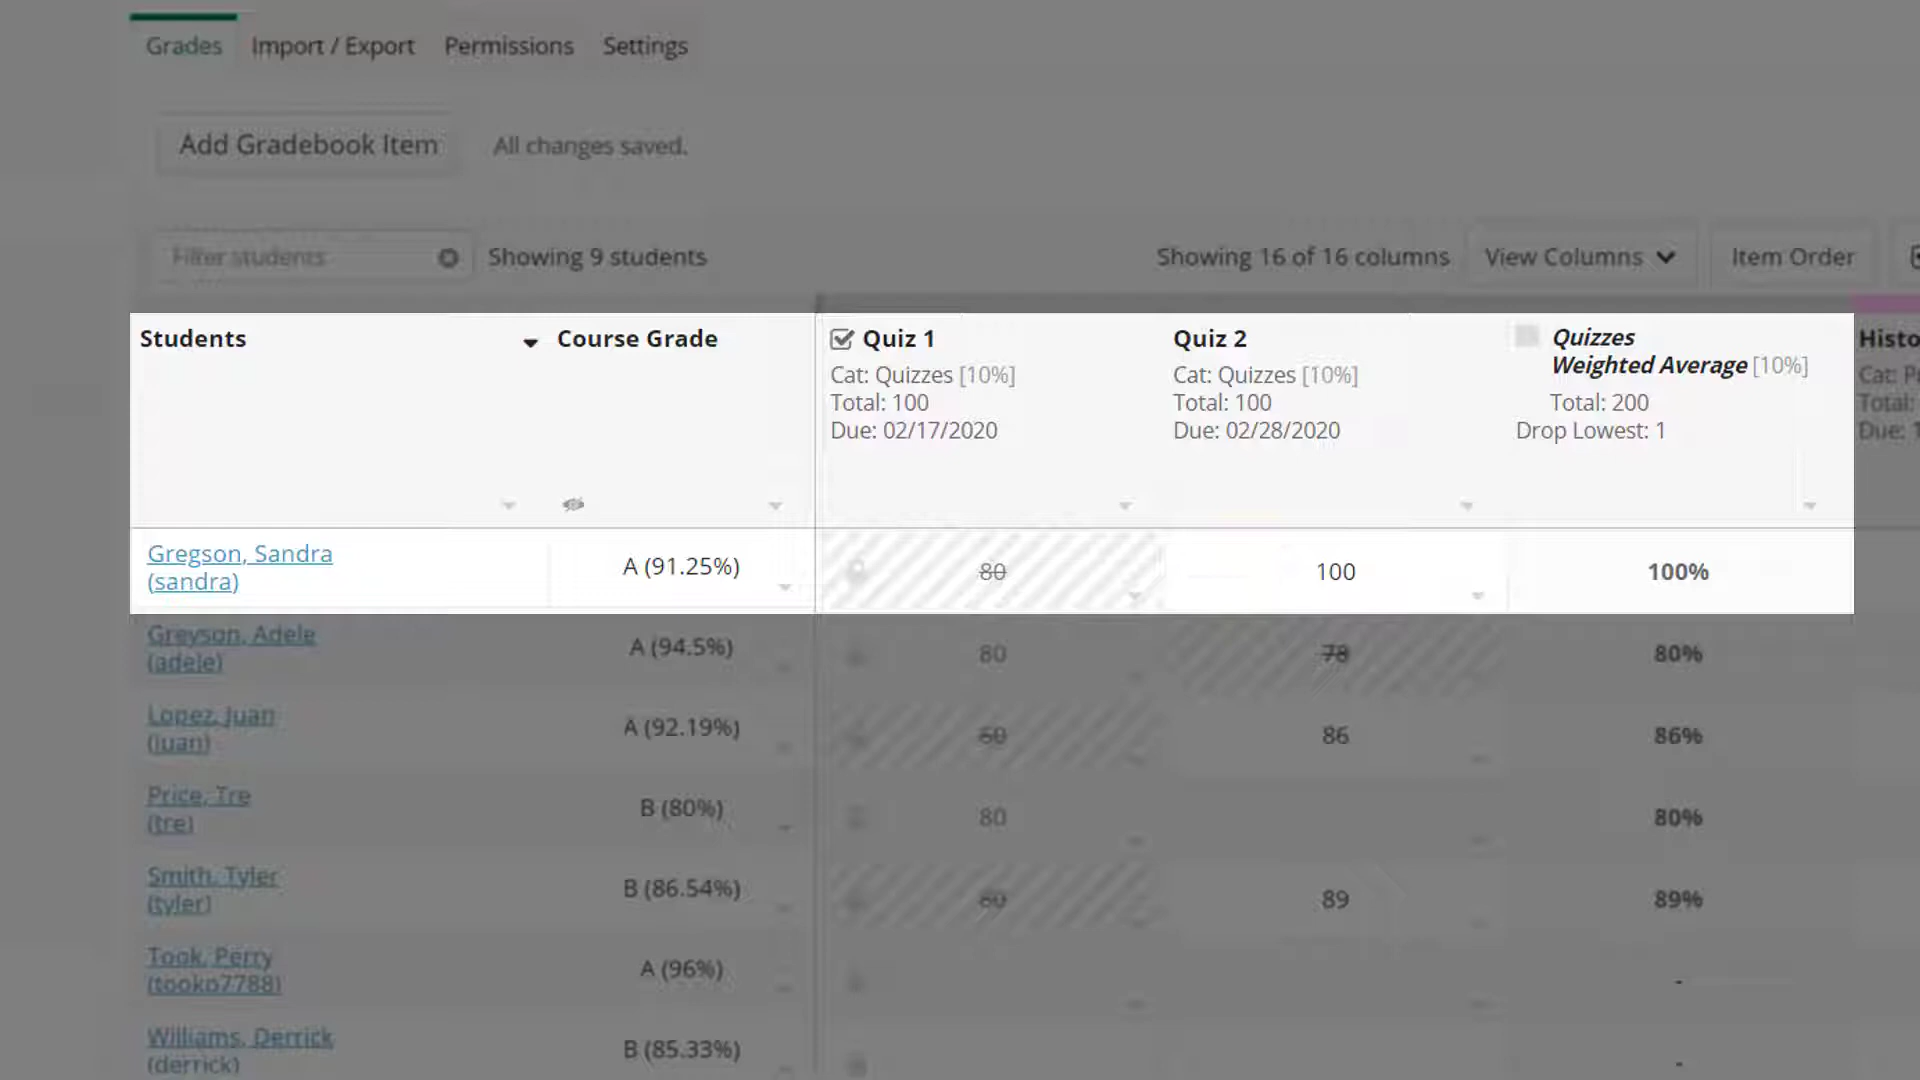 Grades Import / Export Permissions Settings
Add Gradebook Item All changes saved.
Filter students Showing 9 students Showing 16 of 16 columns View Columns Item Order
Students Course Grade Quiz 1 Quiz 2 Quizzes Histo
Weighted Average [10%]
Cat: Quizzes [10%] Cat: Quizzes [10%] Cat: P
Total: 100 Total: 100 Total: 200 Total:
Due: 02/17/2020 Due: 02/28/2020 Drop Lowest: 1 Due: 1
Gregson, Sandra A (91.25%) 80 100 100%
(sandra)
Greyson, Adele A (94.5%) 80 78 80%
(adele)
Lopez, Juan A (92.19%) 60 86 86%
(juan)
Price, Tre B (80%) 80 80%
(tre)
Smith, Tyler B (86.54%) 89 89%
(tyler)
Took, Perry A (96%) -
(tooko7788)
Williams, Derrick B (85.33%) -
(derrick)